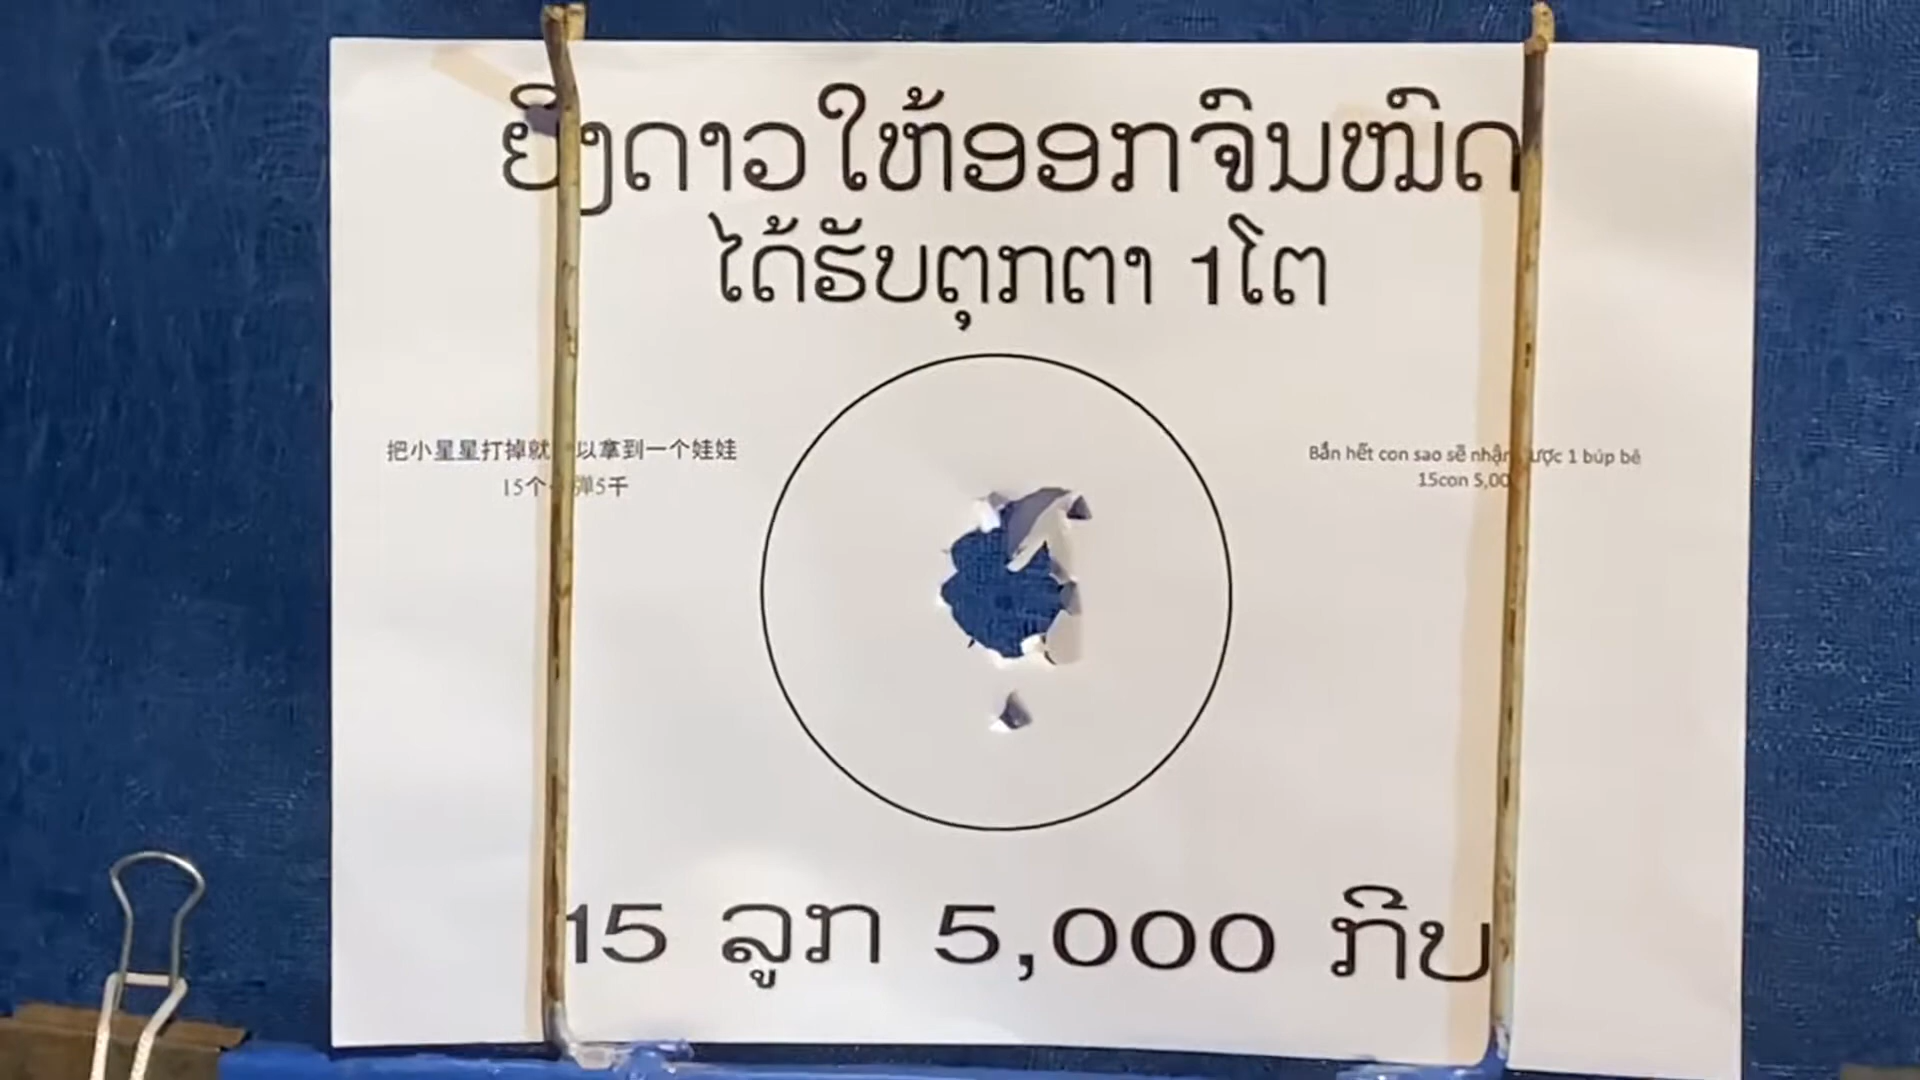 ຍິງດາວໃຫ້ອອກຈົນໝົດ
ໄດ້ຮັບຕຸກຕາ 1ໂຕ
把小星星打掉就 以拿到一个娃娃
15个 弹5千
Bắn hết con sao sẽ nhận được 1 búp bê
15con 5,00
15 ລູກ 5,000 ກີບ